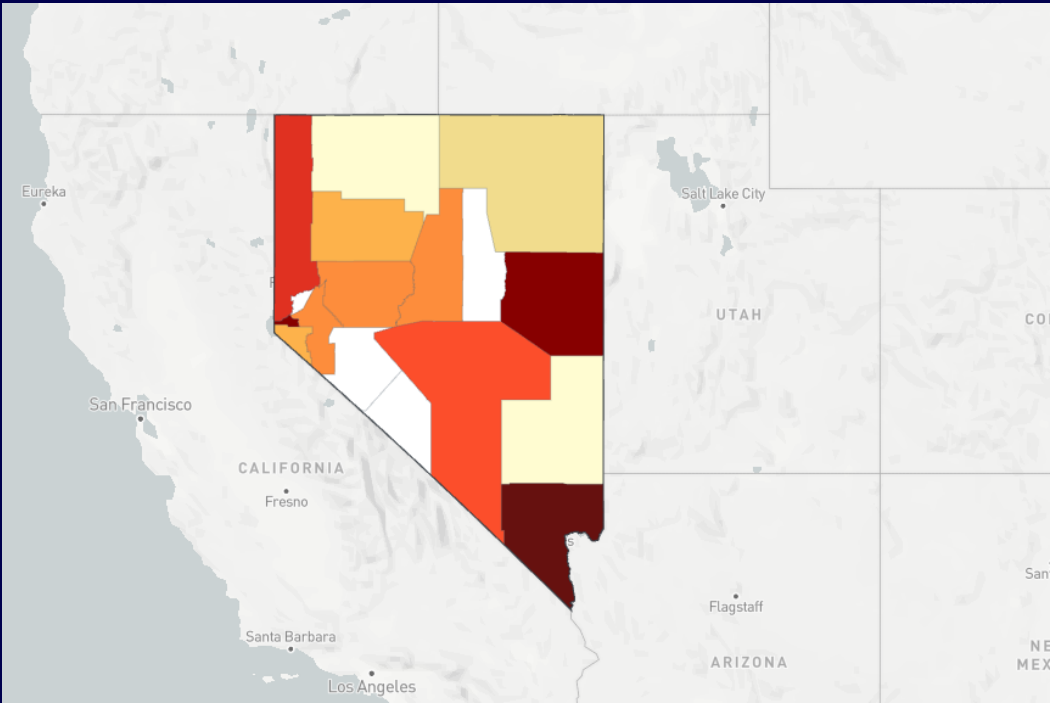 Eureka
Salt Lake City
UTAH
CO
San Francisco
CALIFORNIA
Fresno
s
San
Flagstaff
Santa Barbara
NE
MEX
ARIZONA
Los Angeles